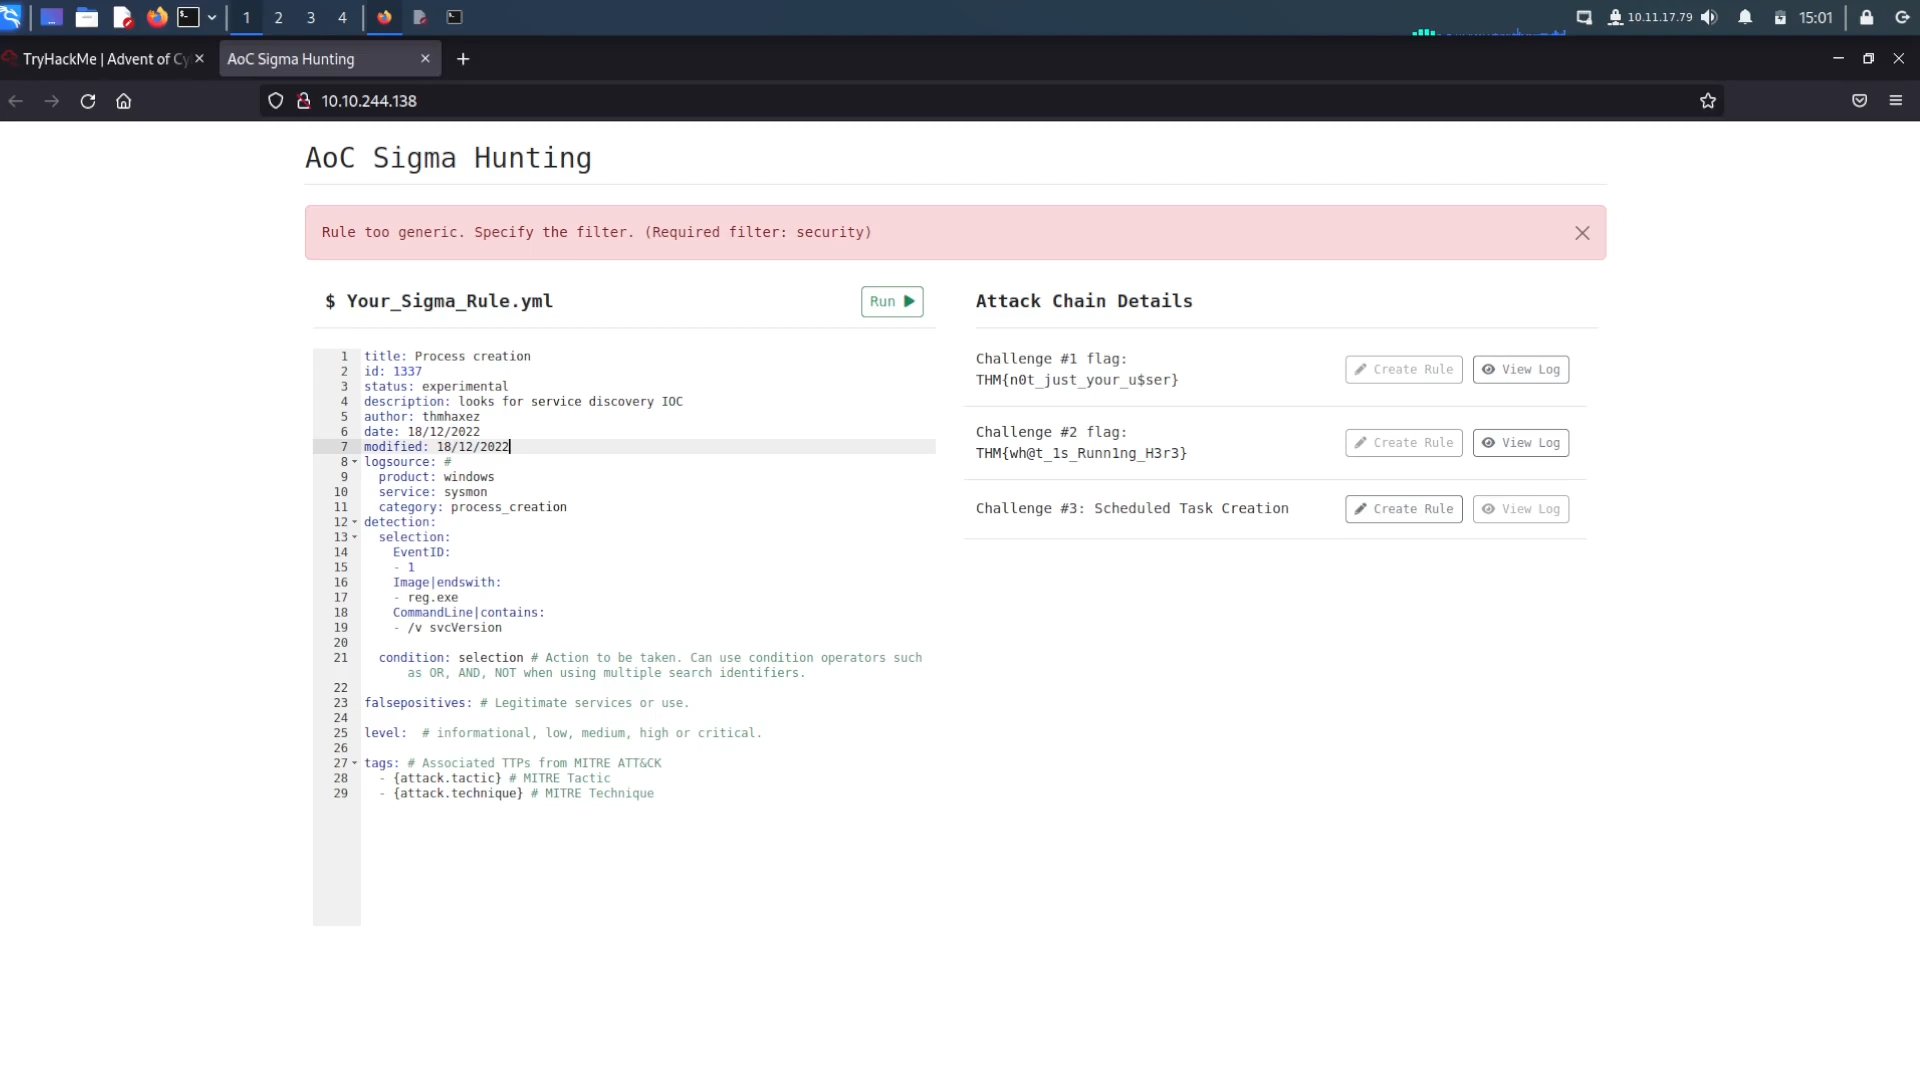 1
2
3
4
10.11.17.79
15:01
TryHackMe | Advent of Cy
AoC Sigma Hunting
10.10.244.138
AoC Sigma Hunting
Rule too generic. Specify the filter. (Required filter: security)
$ Your_Sigma_Rule.yml
Run
1 title: Process creation
2 id: 1337
3 status: experimental
4 description: looks for service discovery IOC
5 author: thmhaxez
6 date: 18/12/2022
7 modified: 18/12/2022
8 logsource: #
9 product: windows
10 service: sysmon
11 category: process_creation
12 detection:
13 selection:
14 EventID:
15 - 1
16 Image|endswith:
17 - reg.exe
18 CommandLine|contains:
19 - /v svcVersion
20
21 condition: selection # Action to be taken. Can use condition operators such
as OR, AND, NOT when using multiple search identifiers.
22
23 falsepositives: # Legitimate services or use.
24
25 level:  # informational, low, medium, high or critical.
26
27 tags: # Associated TTPs from MITRE ATT&CK
28 - {attack.tactic} # MITRE Tactic
29 - {attack.technique} # MITRE Technique
Attack Chain Details
Challenge #1 flag:
THM{n0t_just_your_u$ser}
Create Rule
View Log
Challenge #2 flag:
THM{wh@t_1s_Runn1ng_H3r3}
Create Rule
View Log
Challenge #3: Scheduled Task Creation
Create Rule
View Log